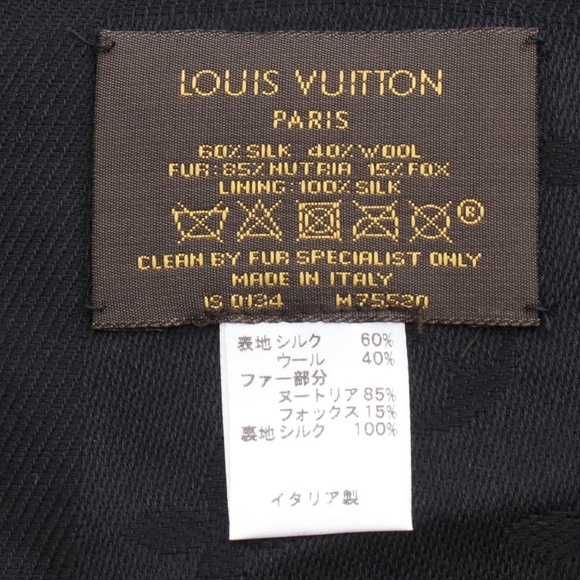 LOUIS VUITTON
PARIS
60% SILK 40% WOOL
FUR: 85% NUTRIA 15% FOX
LINING: 100% SILK
®
CLEAN BY FUR SPECIALIST ONLY
MADE IN ITALY
IS 0134 M75520
表地 シルク 60%
ウール 40%
ファー部分
ヌートリア 85%
フォックス 15%
裏地 シルク 100%
イタリア製